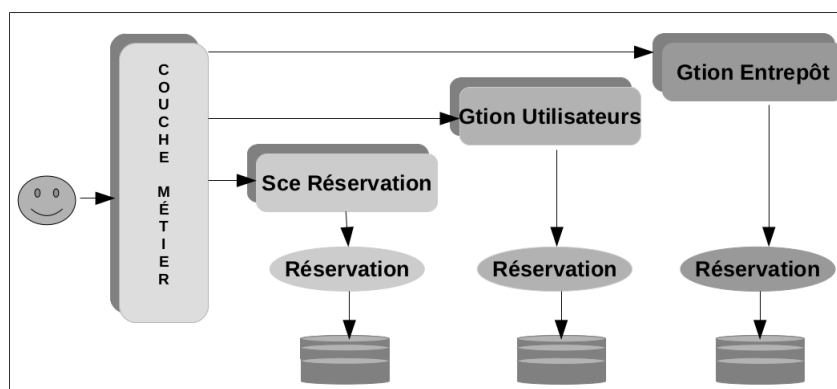 COUCHE MÉTIER
Gtion Entrepôt
Gtion Utilisateurs
Sce Réservation
Réservation
Réservation
Réservation